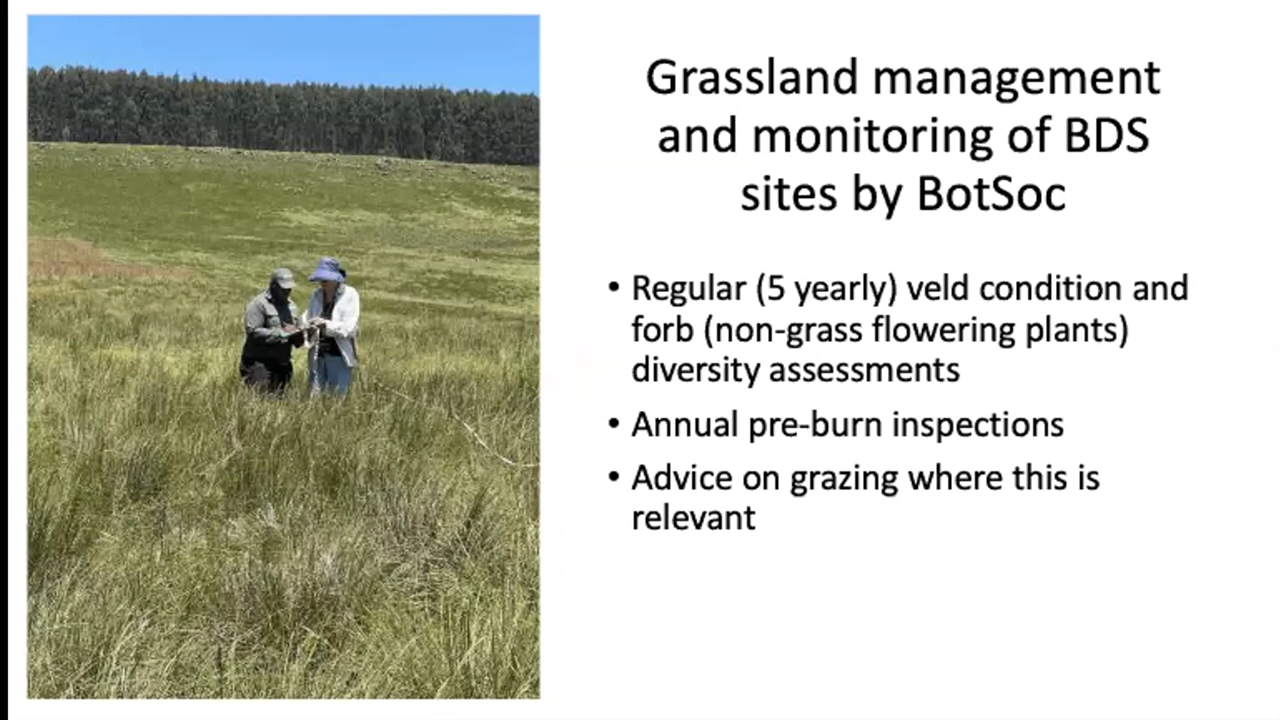 Grassland management
and monitoring of BDS
sites by BotSoc
• Regular (5 yearly) veld condition and
forb (non-grass flowering plants)
diversity assessments
• Annual pre-burn inspections
• Advice on grazing where this is
relevant